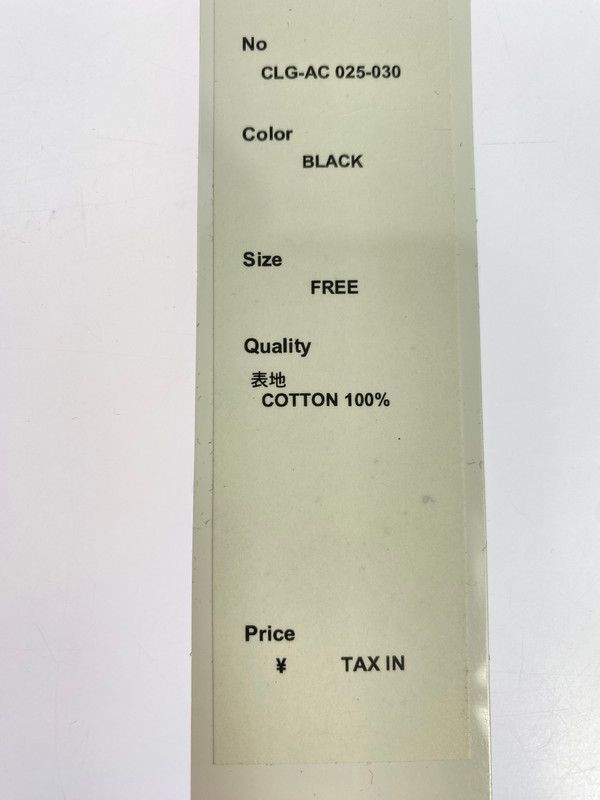 No
CLG-AC 025-030
Color
BLACK
Size
FREE
Quality
表地
COTTON 100%
Price
¥ TAX IN